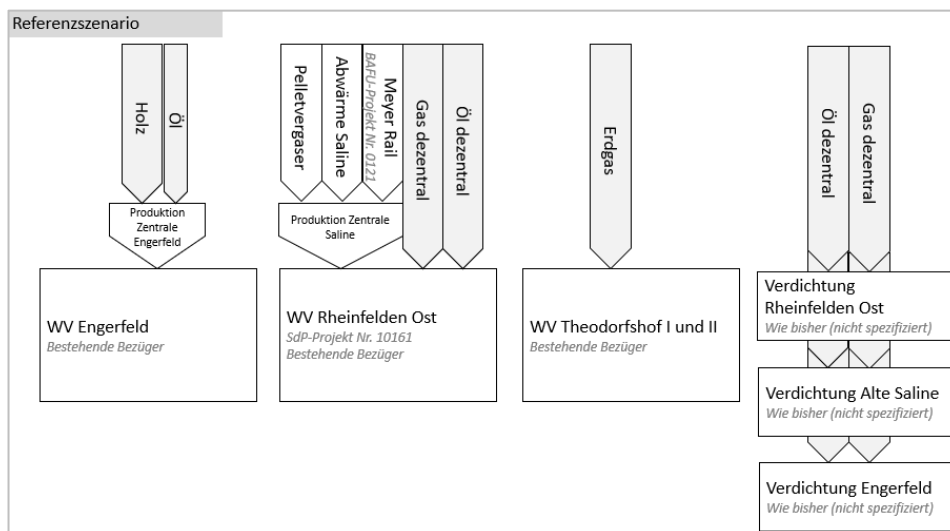 Referenzszenario
Holz
Öl
Produktion
Zentrale
Engerfeld
WV Engerfeld
Bestehende Bezüger
Pelletvergaser
Abwärme Saline
Meyer Rail
BAFU-Projekt Nr. 0121
Gas dezentral
Öl dezentral
Produktion Zentrale
Saline
WV Rheinfelden Ost
SdP-Projekt Nr. 10161
Bestehende Bezüger
Erdgas
WV Theodorfshof I und II
Bestehende Bezüger
Öl dezentral
Gas dezentral
Verdichtung
Rheinfelden Ost
Wie bisher (nicht spezifiziert)
Verdichtung Alte Saline
Wie bisher (nicht spezifiziert)
Verdichtung Engerfeld
Wie bisher (nicht spezifiziert)